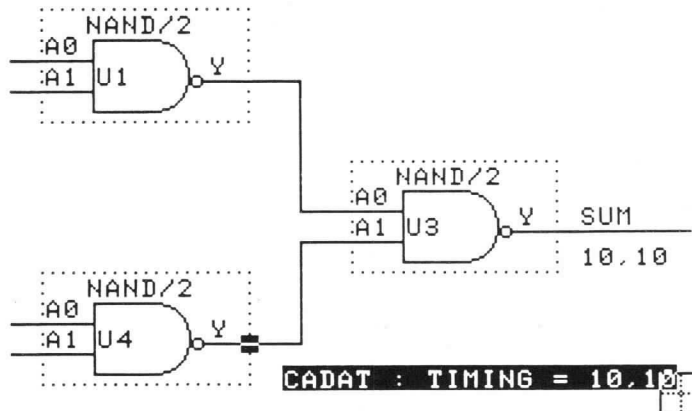 NAND/2
A0
A1 U1 Y
NAND/2
A0
A1 U3 Y SUM
10,10
NAND/2
A0
A1 U4 Y
CADAT : TIMING = 10,10